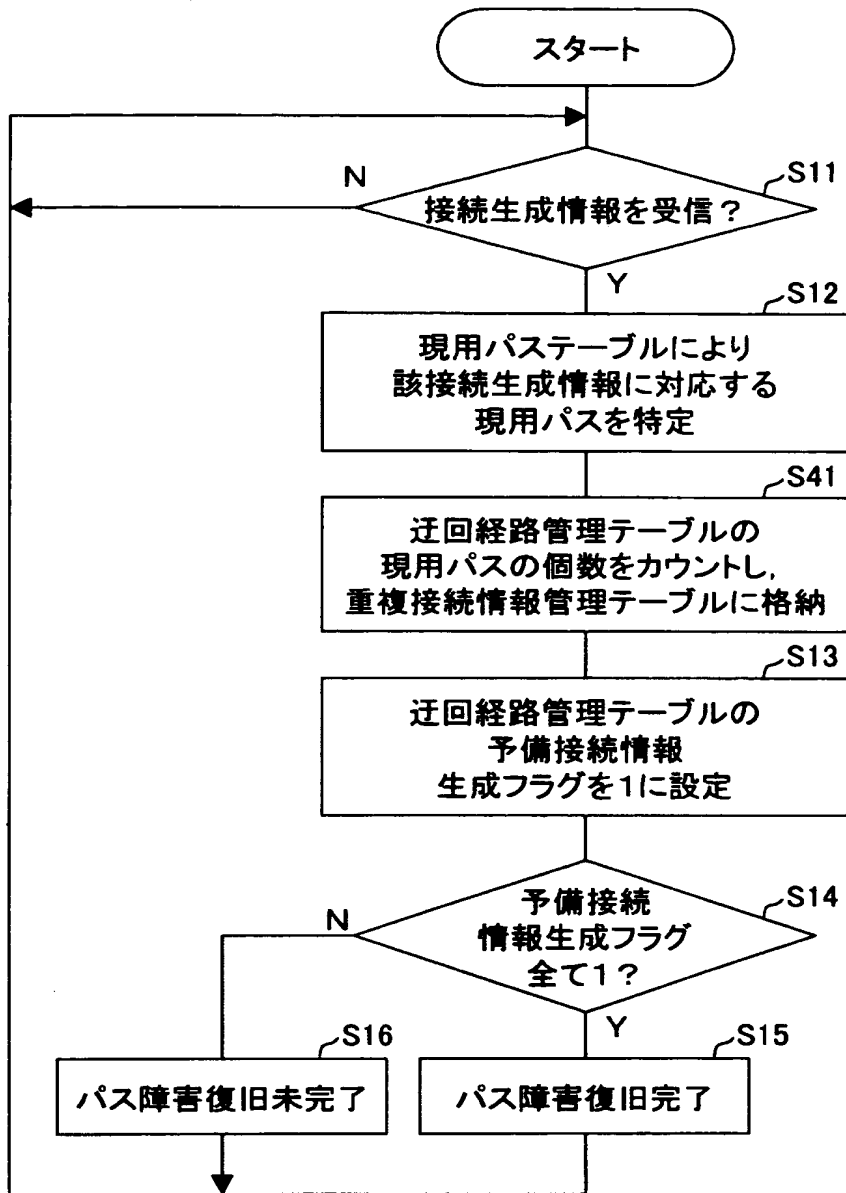 スタート
N
S11
接続生成情報を受信？
Y
S12
現用パステーブルにより
該接続生成情報に対応する
現用パスを特定
S41
迂回経路管理テーブルの
現用パスの個数をカウントし，
重複接続情報管理テーブルに格納
S13
迂回経路管理テーブルの
予備接続情報
生成フラグを１に設定
S14
予備接続
情報生成フラグ
全て１？
N
Y
S16
パス障害復旧未完了
S15
パス障害復旧完了